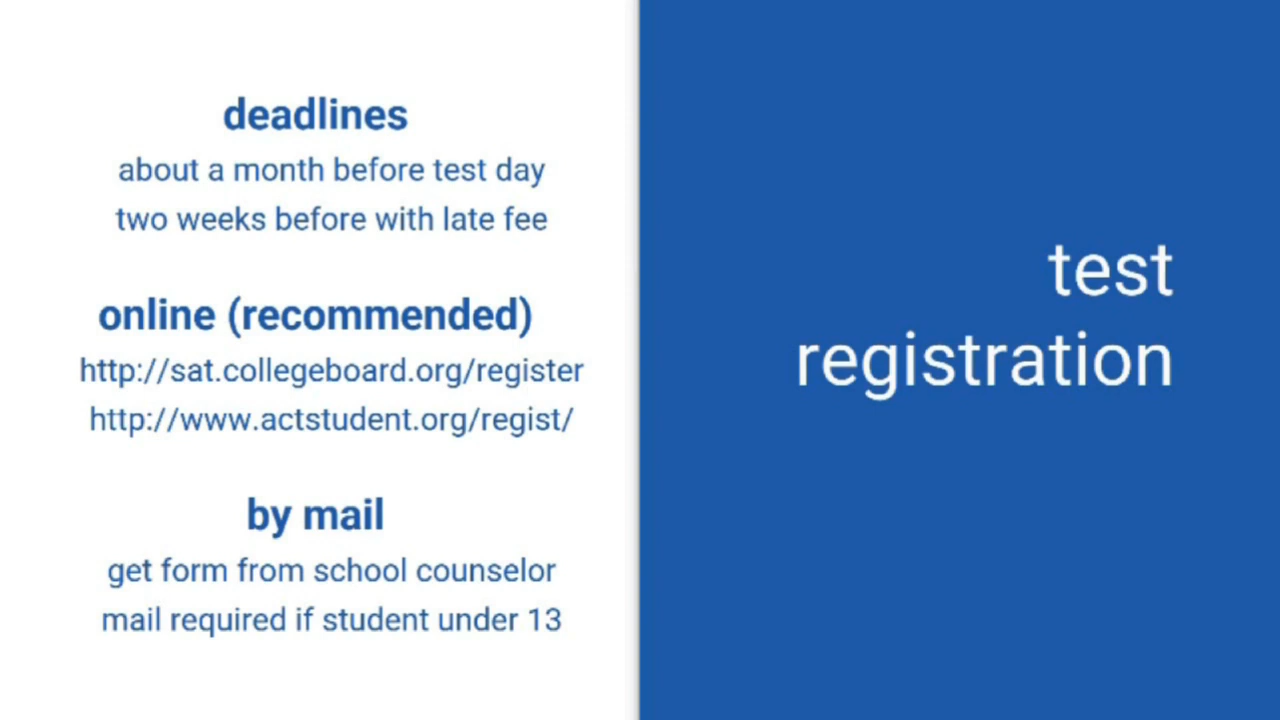 deadlines
about a month before test day
two weeks before with late fee
online (recommended)
http://sat.collegeboard.org/register
http://www.actstudent.org/regist/
by mail
get form from school counselor
mail required if student under 13
test
registration